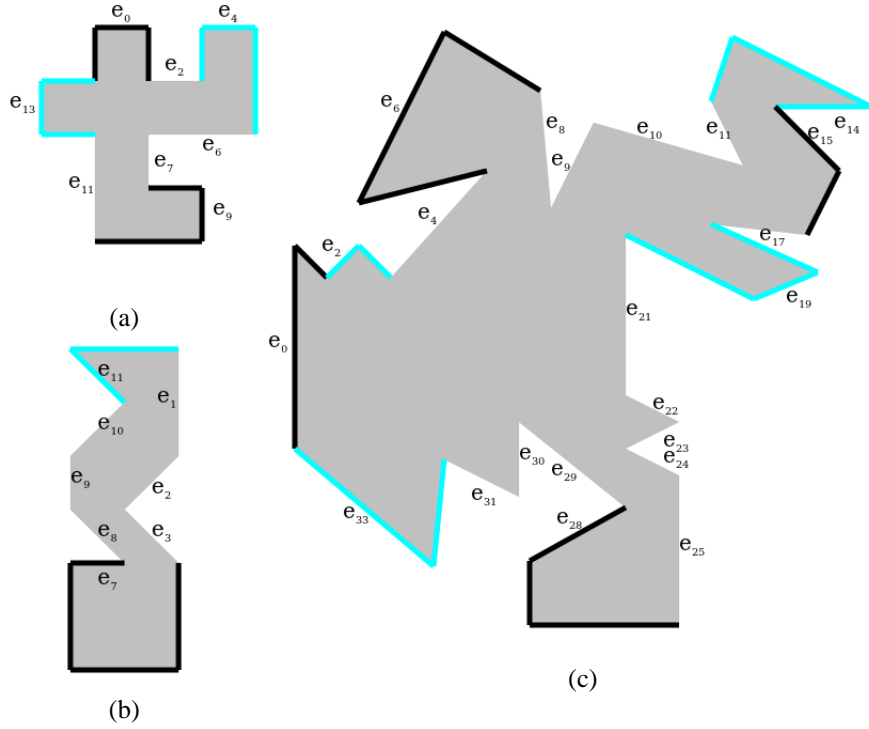 e₀
e₄
e₂
e₁₃
e₆
e₇
e₁₁
e₉
(a)
e₁₁
e₁
e₁₀
e₉
e₂
e₈
e₃
e₇
(b)
e₆
e₈
e₁₀
e₁₁
e₁₄
e₁₅
e₉
e₄
e₂
e₁₇
e₁₉
e₀
e₂₁
e₂₂
e₂₃
e₂₄
e₃₀
e₂₉
e₃₁
e₃₃
e₂₈
e₂₅
(c)